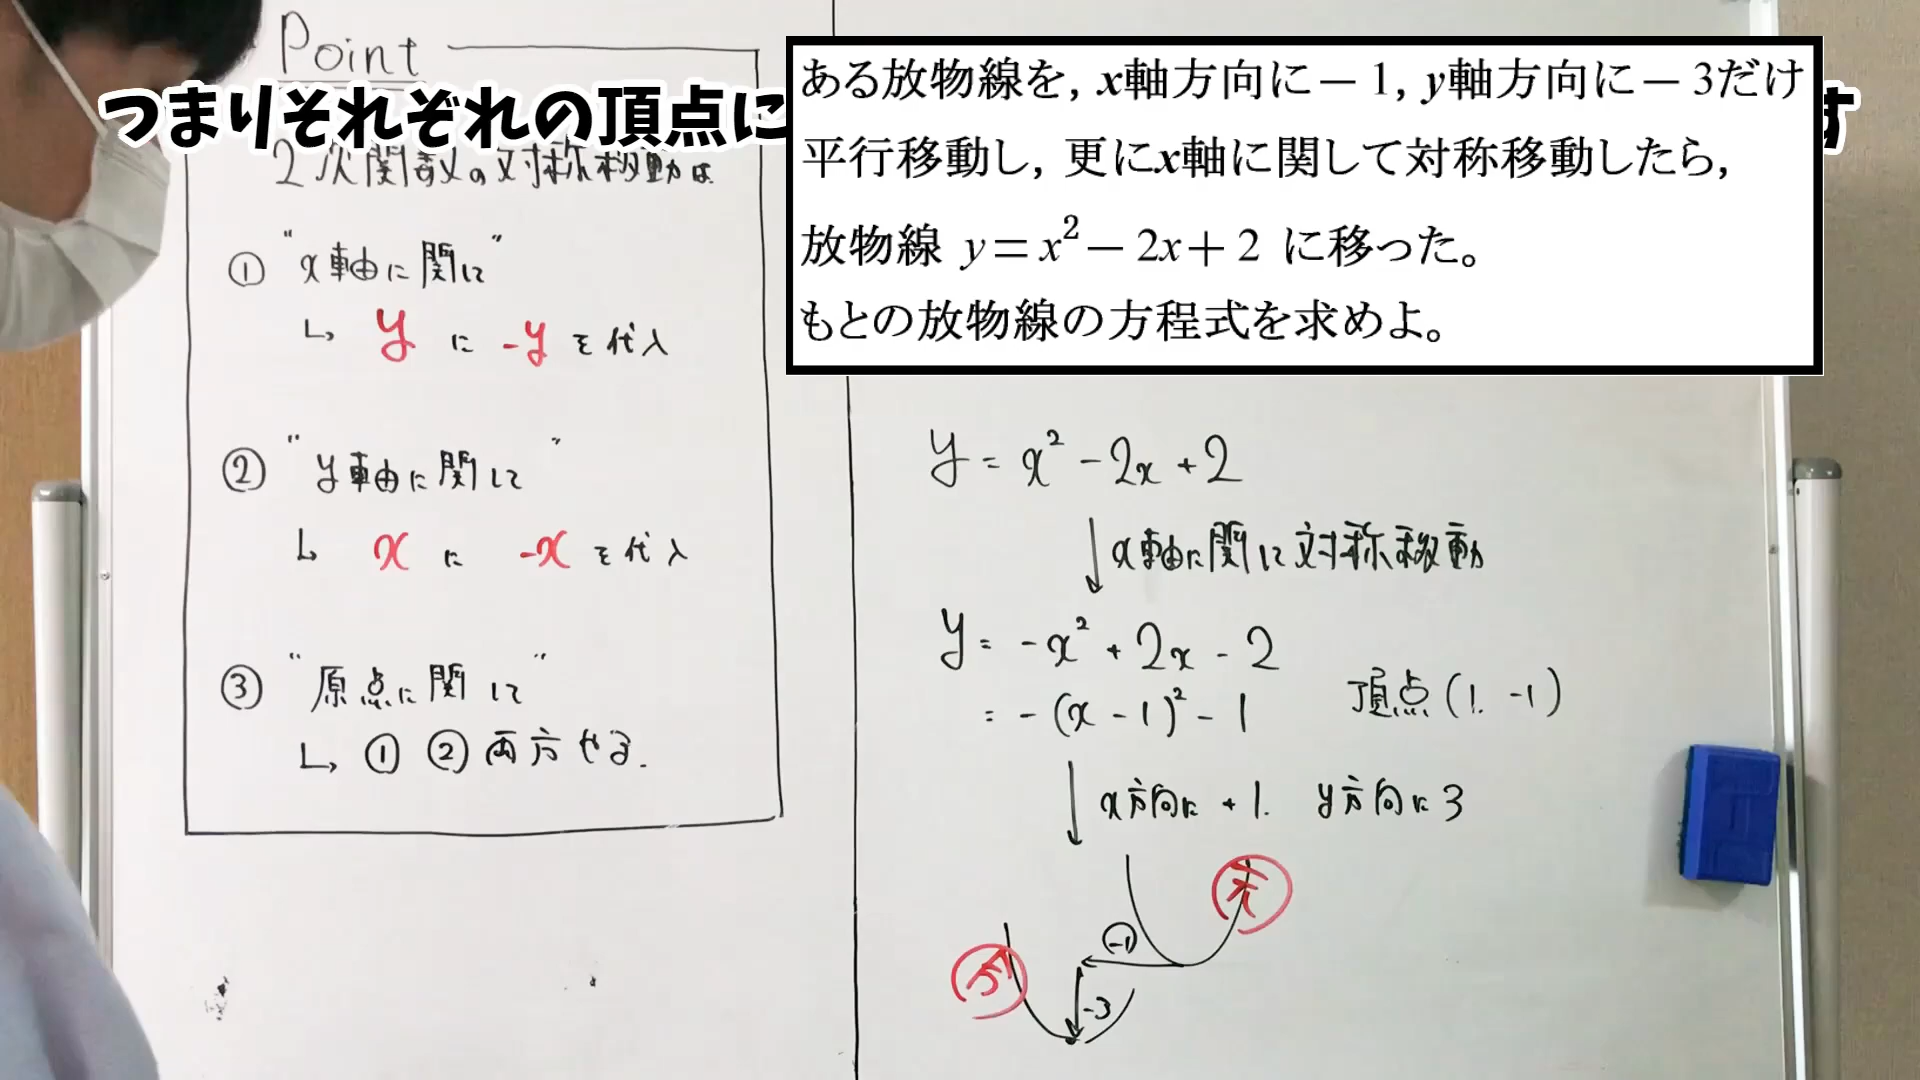 Point
つまりそれぞれの頂点に
す
2次関数の対称移動は
① "x軸に関して"
↳ y に -y を代入
② "y軸に関して"
↳ x に -x を代入
③ "原点に関して"
↳ ① ② 両方やる.
ある放物線を, x軸方向に－1, y軸方向に－3だけ
平行移動し, 更にx軸に関して対称移動したら,
放物線 y=x²－2x＋2 に移った。
もとの放物線の方程式を求めよ。
y = x² - 2x + 2
↓ x軸に関して対称移動
y = -x² + 2x - 2
= -(x - 1)² - 1 頂点 (1. -1)
↓ x方向に +1. y方向に 3
元
-1
-3